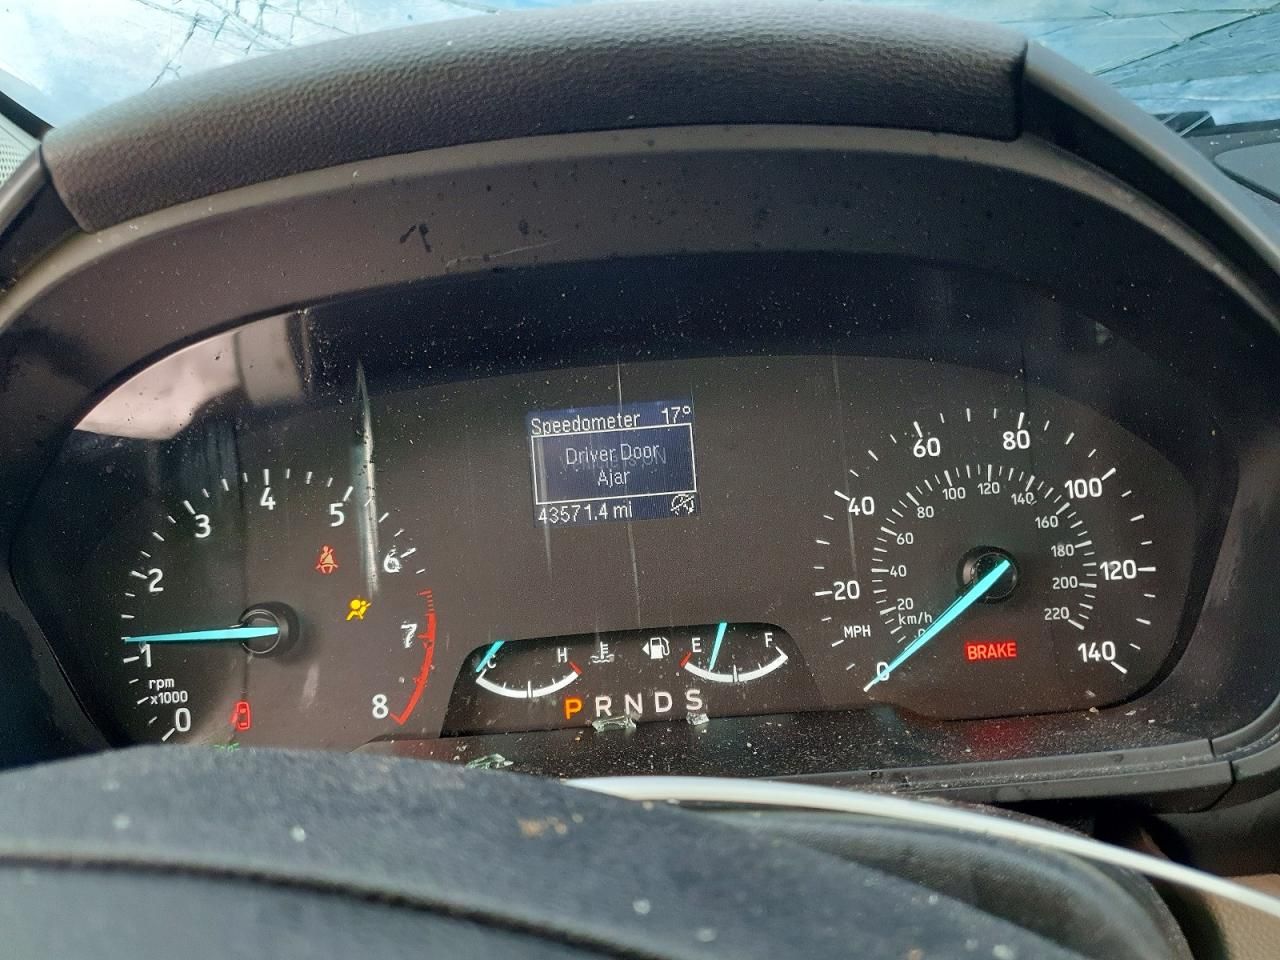 Speedometer 17°
Driver Door
Ajar
43571.4 mi
0 1 2 3 4 5 6 7 8
rpm
x1000
C H
E F
P R N D S
0 20 40 60 80 100 120 140
MPH
20 40 60 80 100 120 140 160 180 200 220
km/h
BRAKE